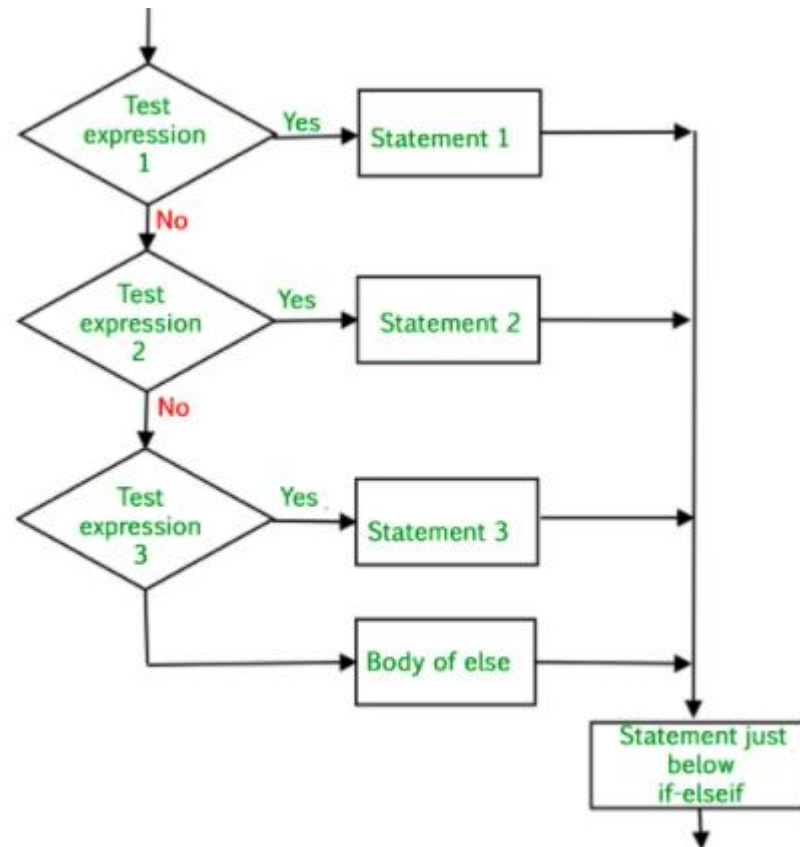 Test
expression
1
Yes
Statement 1
No
Test
expression
2
Yes
Statement 2
No
Test
expression
3
Yes
Statement 3
Body of else
Statement just
below
if-elseif